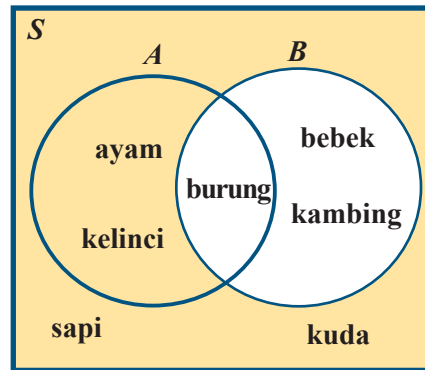 S
A B
ayam
bebek
burung
kambing
kelinci
sapi
kuda